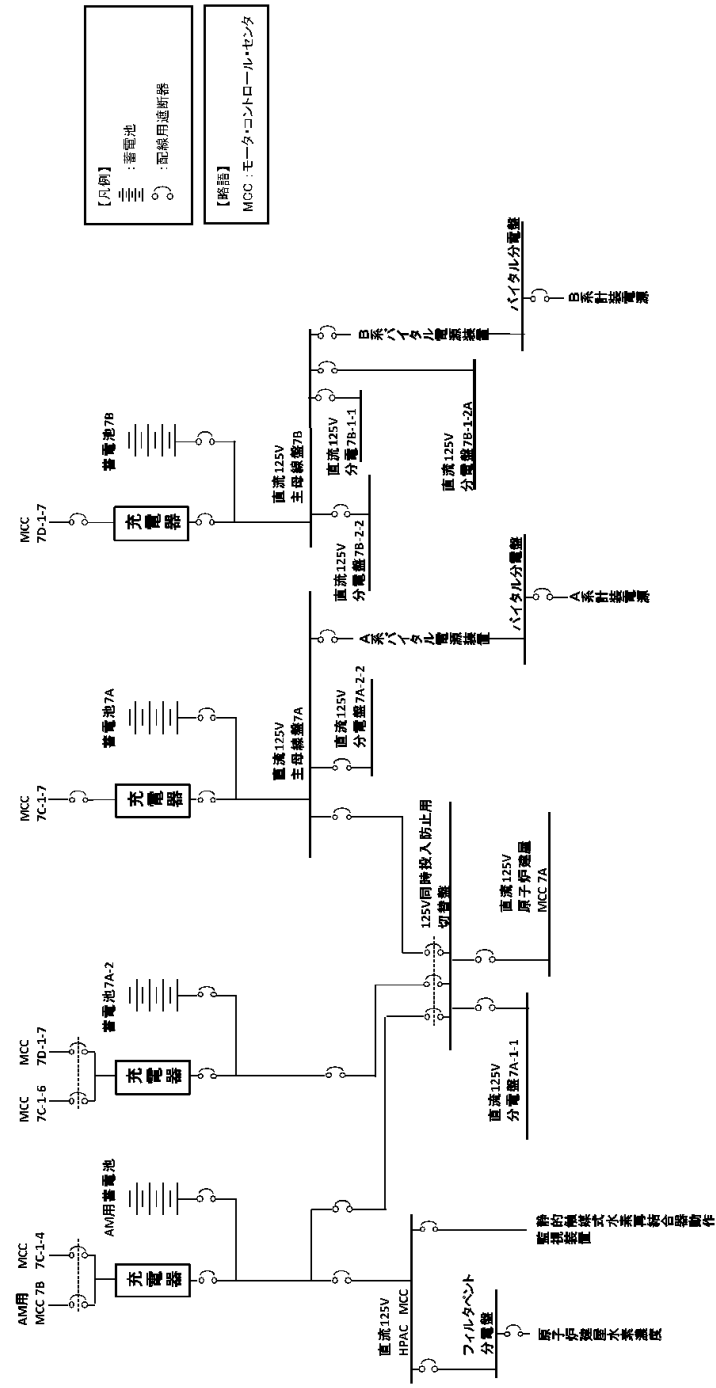 【凡例】
：蓄電池
：配線用遮断器
【略語】
MCC ：モータ・コントロール・センタ
AM用
MCC 7B
MCC
7C-1-4
充電器
AM用蓄電池
直流125V
HPAC MCC
フィルタベント
分電盤
原子炉建屋水素濃度
静的触媒式水素再結合器動作
監視装置
MCC
7C-1-6
MCC
7D-1-7
充電器
蓄電池7A-2
125V同時投入防止用
切替盤
直流125V
分電盤7A-1-1
直流125V
原子炉建屋
MCC 7A
MCC
7C-1-7
充電器
蓄電池7A
直流125V
主母線盤7A
直流125V
分電盤7A-2-2
A系バイタル電源装置
バイタル分電盤
A系計装電源
MCC
7D-1-7
充電器
蓄電池7B
直流125V
主母線盤7B
直流125V
分電盤7B-2-2
直流125V
分電7B-1-1
直流125V
分電盤7B-1-2A
B系バイタル電源装置
バイタル分電盤
B系計装電源